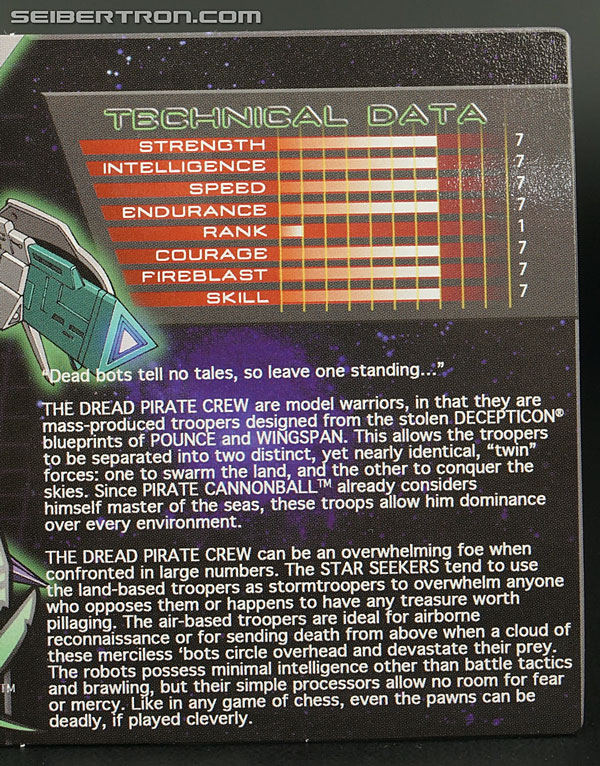 SEIBERTRON.COM
TECHNICAL DATA
STRENGTH 7
INTELLIGENCE 7
SPEED 7
ENDURANCE 7
RANK 1
COURAGE 7
FIREBLAST 7
SKILL 7
"Dead bots tell no tales, so leave one standing..."
THE DREAD PIRATE CREW are model warriors, in that they are
mass-produced troopers designed from the stolen DECEPTICON®
blueprints of POUNCE and WINGSPAN. This allows the troopers
to be separated into two distinct, yet nearly identical, "twin"
forces: one to swarm the land, and the other to conquer the
skies. Since PIRATE CANNONBALL™ already considers
himself master of the seas, these troops allow him dominance
over every environment.
THE DREAD PIRATE CREW can be an overwhelming foe when
confronted in large numbers. The STAR SEEKERS tend to use
the land-based troopers as stormtroopers to overwhelm anyone
who opposes them or happens to have any treasure worth
pillaging. The air-based troopers are ideal for airborne
reconnaissance or for sending death from above when a cloud of
these merciless 'bots circle overhead and devastate their prey.
The robots possess minimal intelligence other than battle tactics
and brawling, but their simple processors allow no room for fear
or mercy. Like in any game of chess, even the pawns can be
deadly, if played cleverly.
TM